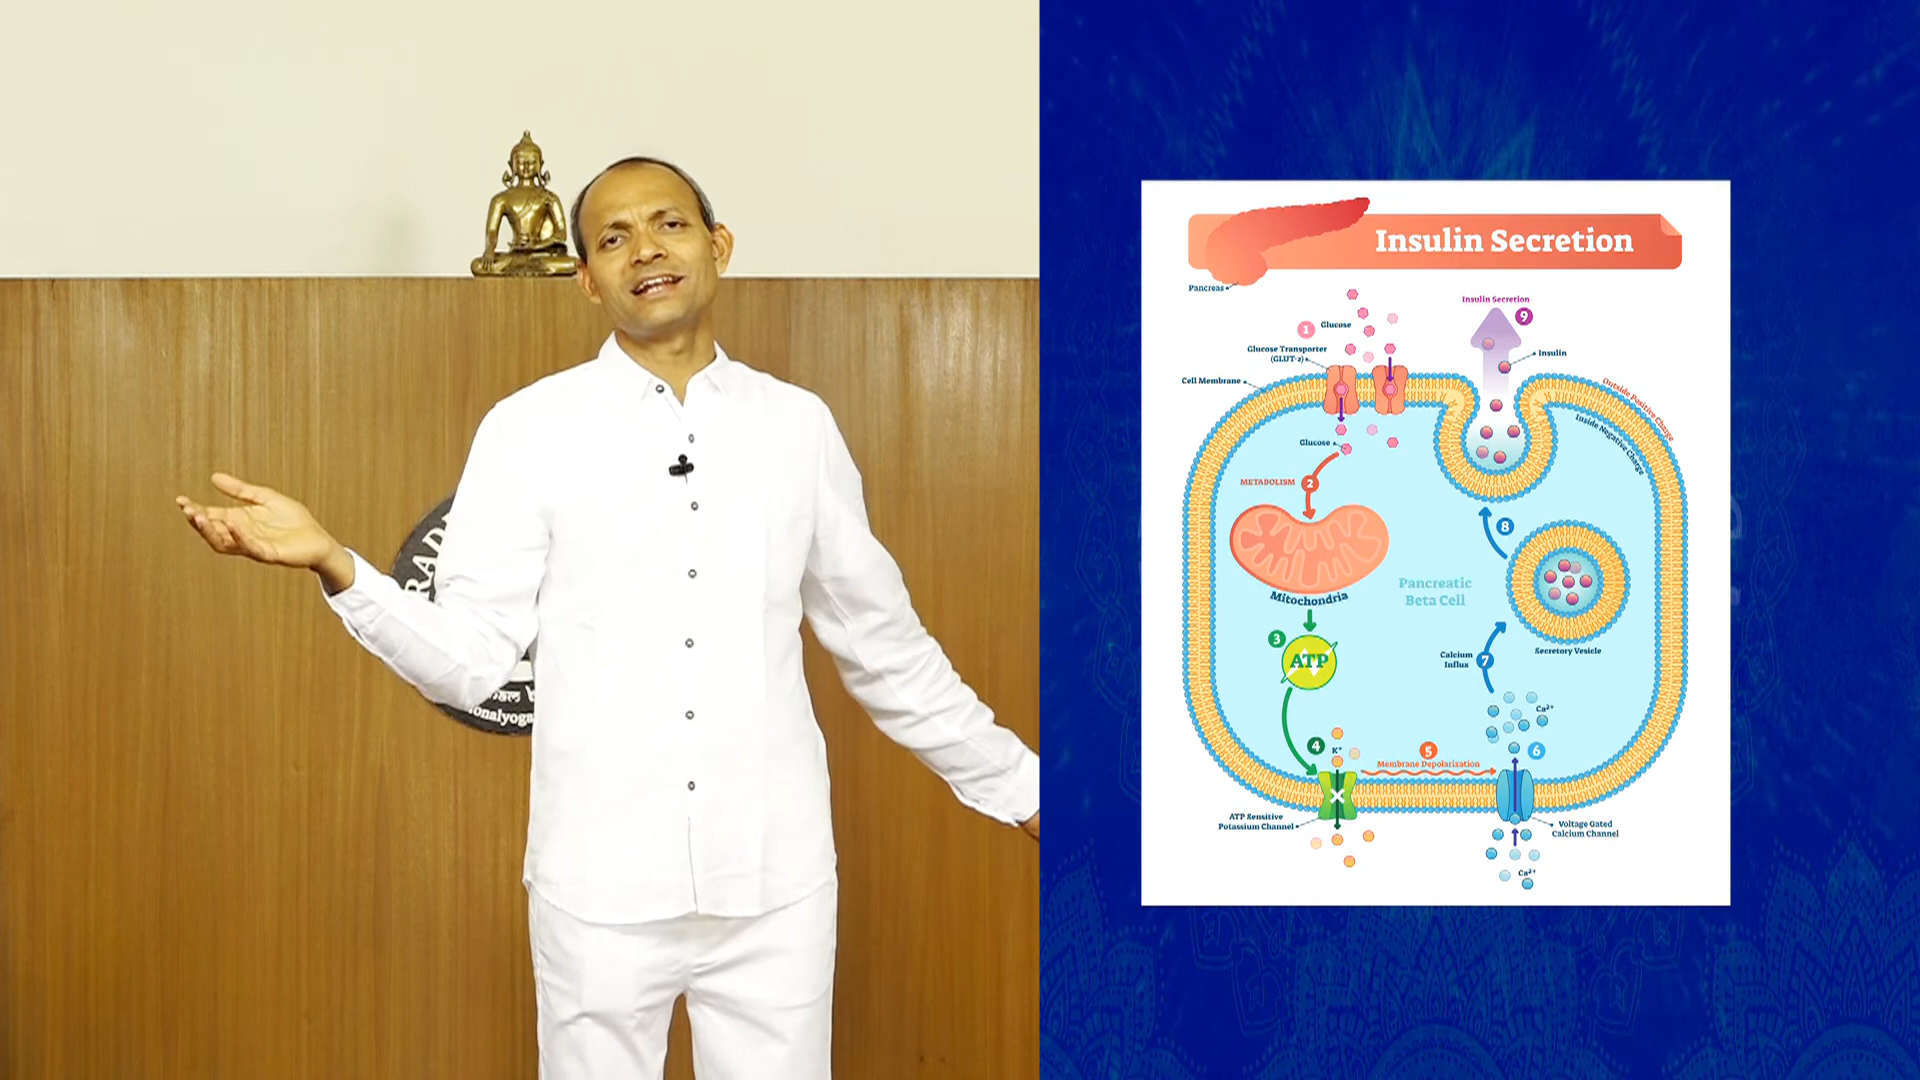 RAD
nam b
onalyoga
Insulin Secretion
Pancreas
Insulin Secretion
9
1
Glucose
Glucose Transporter
(GLUT-2)
Insulin
Cell Membrane
Outside Positive Charge
Inside Negative Charge
Glucose
METABOLISM
2
8
Pancreatic
Beta Cell
Mitochondria
3
ATP
Secretory Vesicle
Calcium
Influx
7
Ca²⁺
4
K⁺
5
6
Membrane Depolarization
ATP Sensitive
Potassium Channel
Voltage Gated
Calcium Channel
Ca²⁺